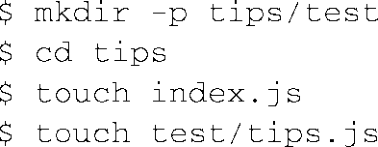 $ mkdir -p tips/test
$ cd tips
$ touch index.js
$ touch test/tips.js